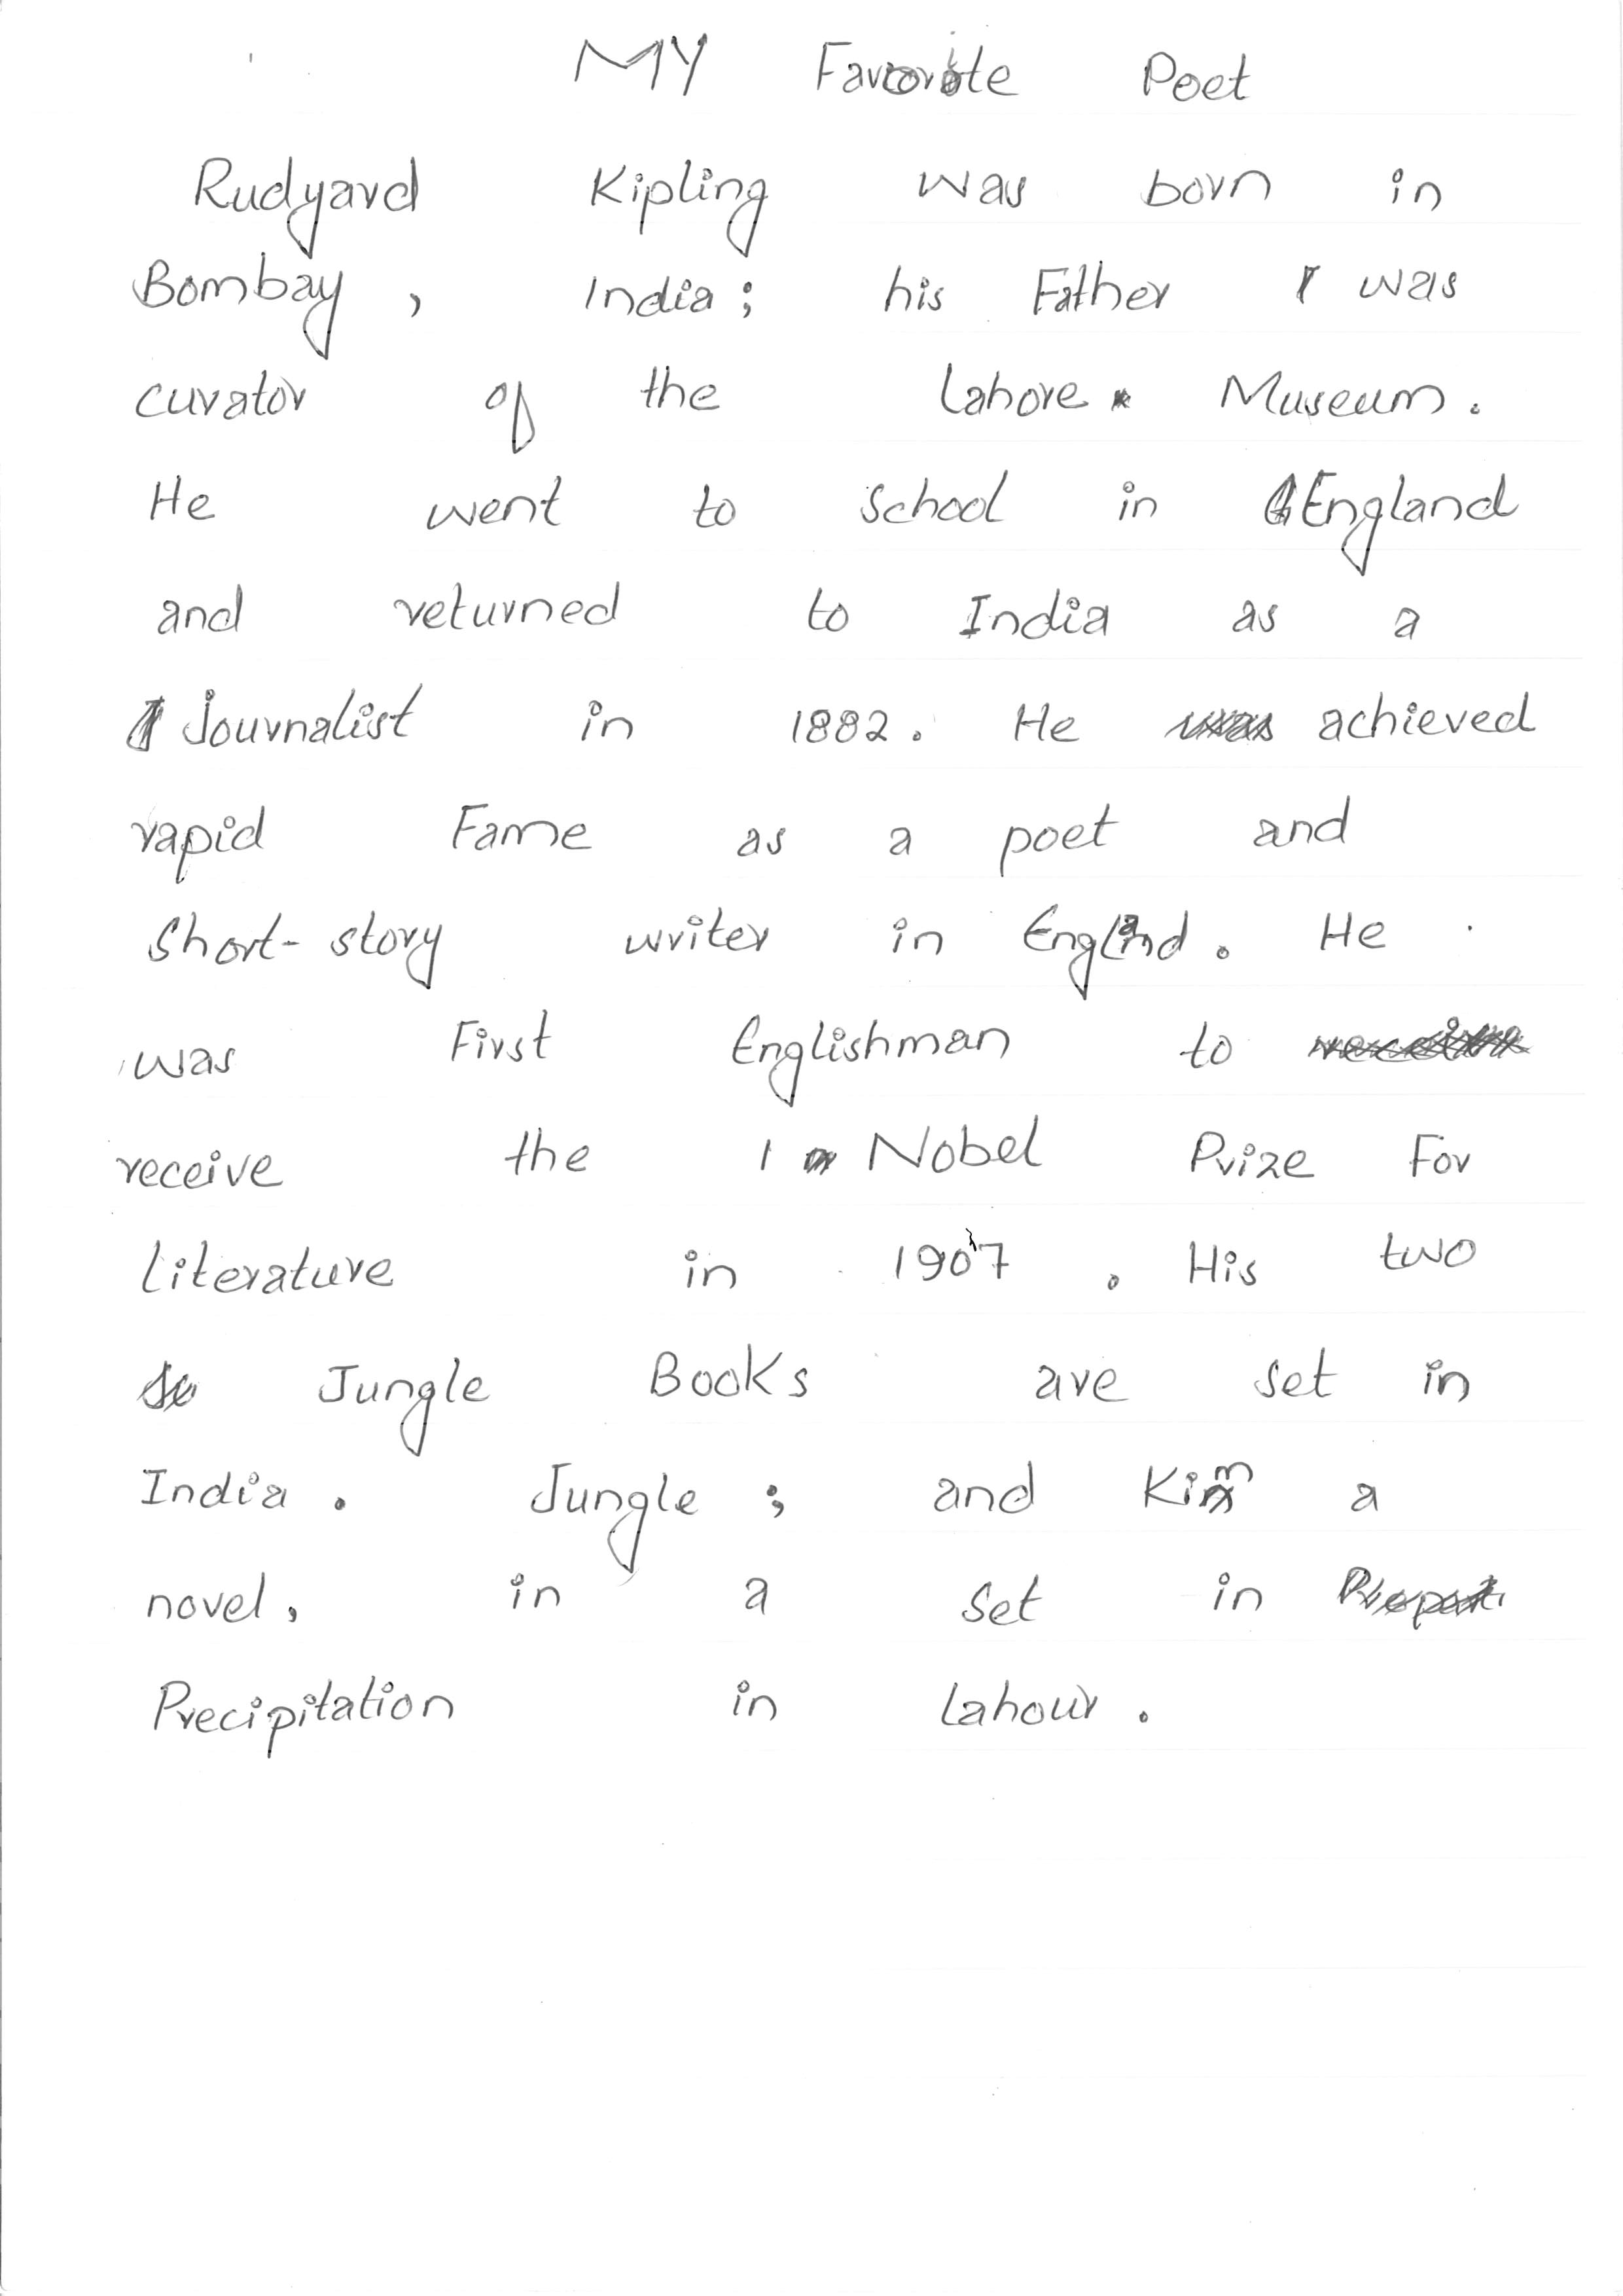 MY Favorite Poet
Rudyard Kipling was born in
Bombay, India; his Father was
curator of the Lahore Museum.
He went to school in England
and returned to India as a
Journalist in 1882. He achieved
rapid Fame as a poet and
Short-story writer in England. He
was First Englishman to
receive the 1 Nobel Prize For
literature in 1907. His two
Jungle Books are set in
India. Jungle; and Kim a
novel, in a set in
Precipitation in Lahour.